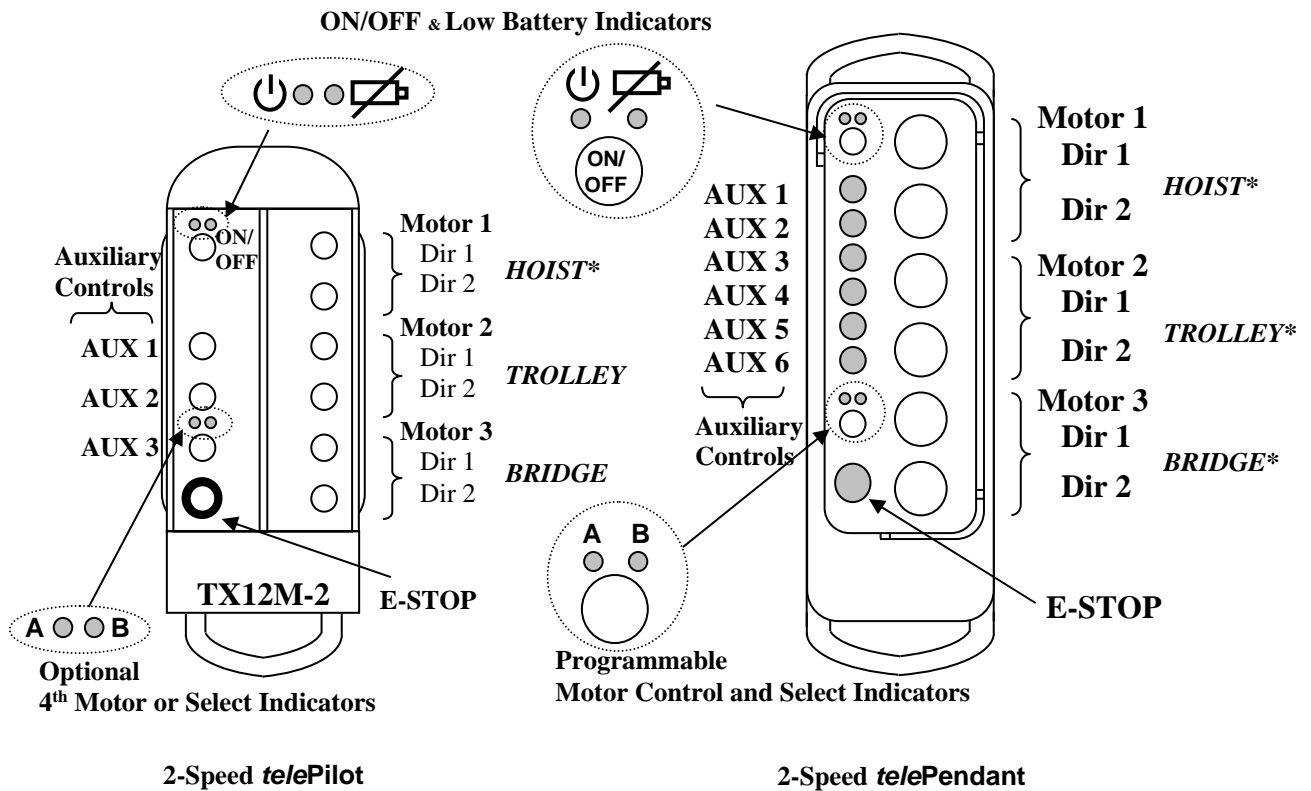 ON/OFF & Low Battery Indicators
ON/
OFF
Auxiliary
Controls
AUX 1
AUX 2
AUX 3
Motor 1
Dir 1
Dir 2
HOIST*
Motor 2
Dir 1
Dir 2
TROLLEY
Motor 3
Dir 1
Dir 2
BRIDGE
TX12M-2
E-STOP
A B
Optional
4th Motor or Select Indicators
2-Speed telePilot
ON/
OFF
AUX 1
AUX 2
AUX 3
AUX 4
AUX 5
AUX 6
Auxiliary
Controls
Motor 1
Dir 1
Dir 2
HOIST*
Motor 2
Dir 1
Dir 2
TROLLEY*
Motor 3
Dir 1
Dir 2
BRIDGE*
E-STOP
A B
Programmable
Motor Control and Select Indicators
2-Speed telePendant